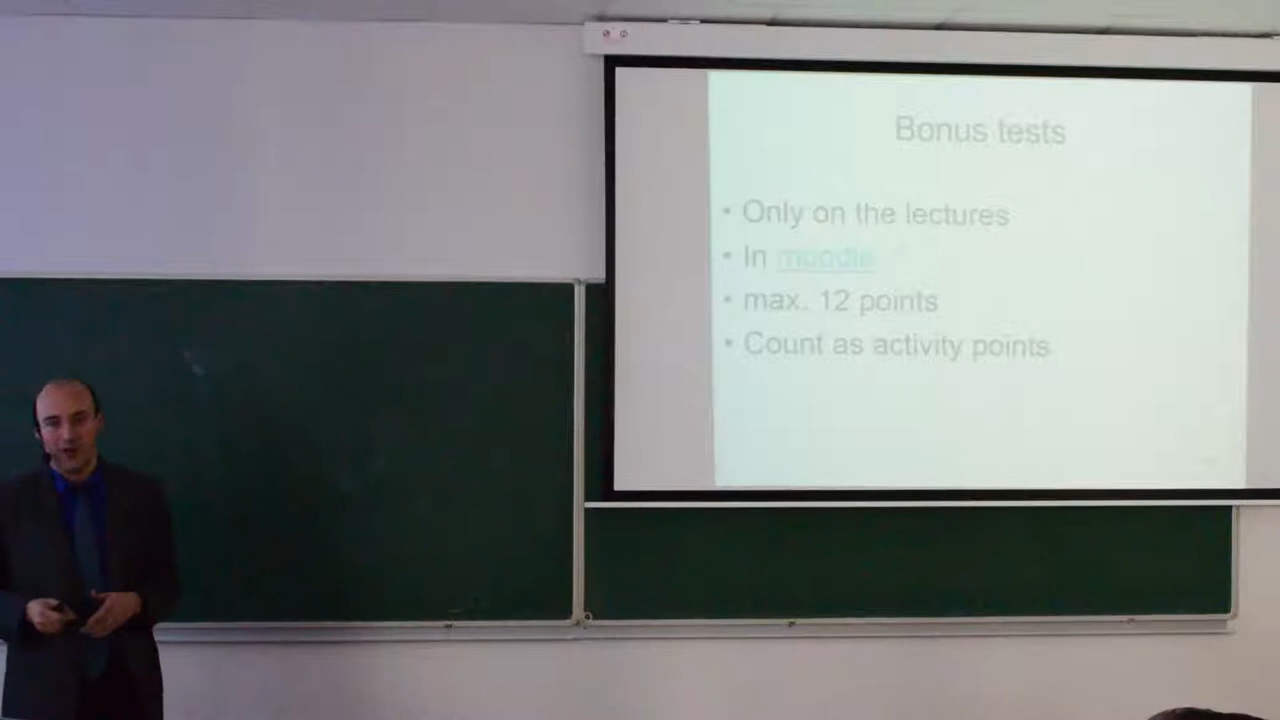 Bonus tests
• Only on the lectures
• In moodle
• max. 12 points
• Count as activity points